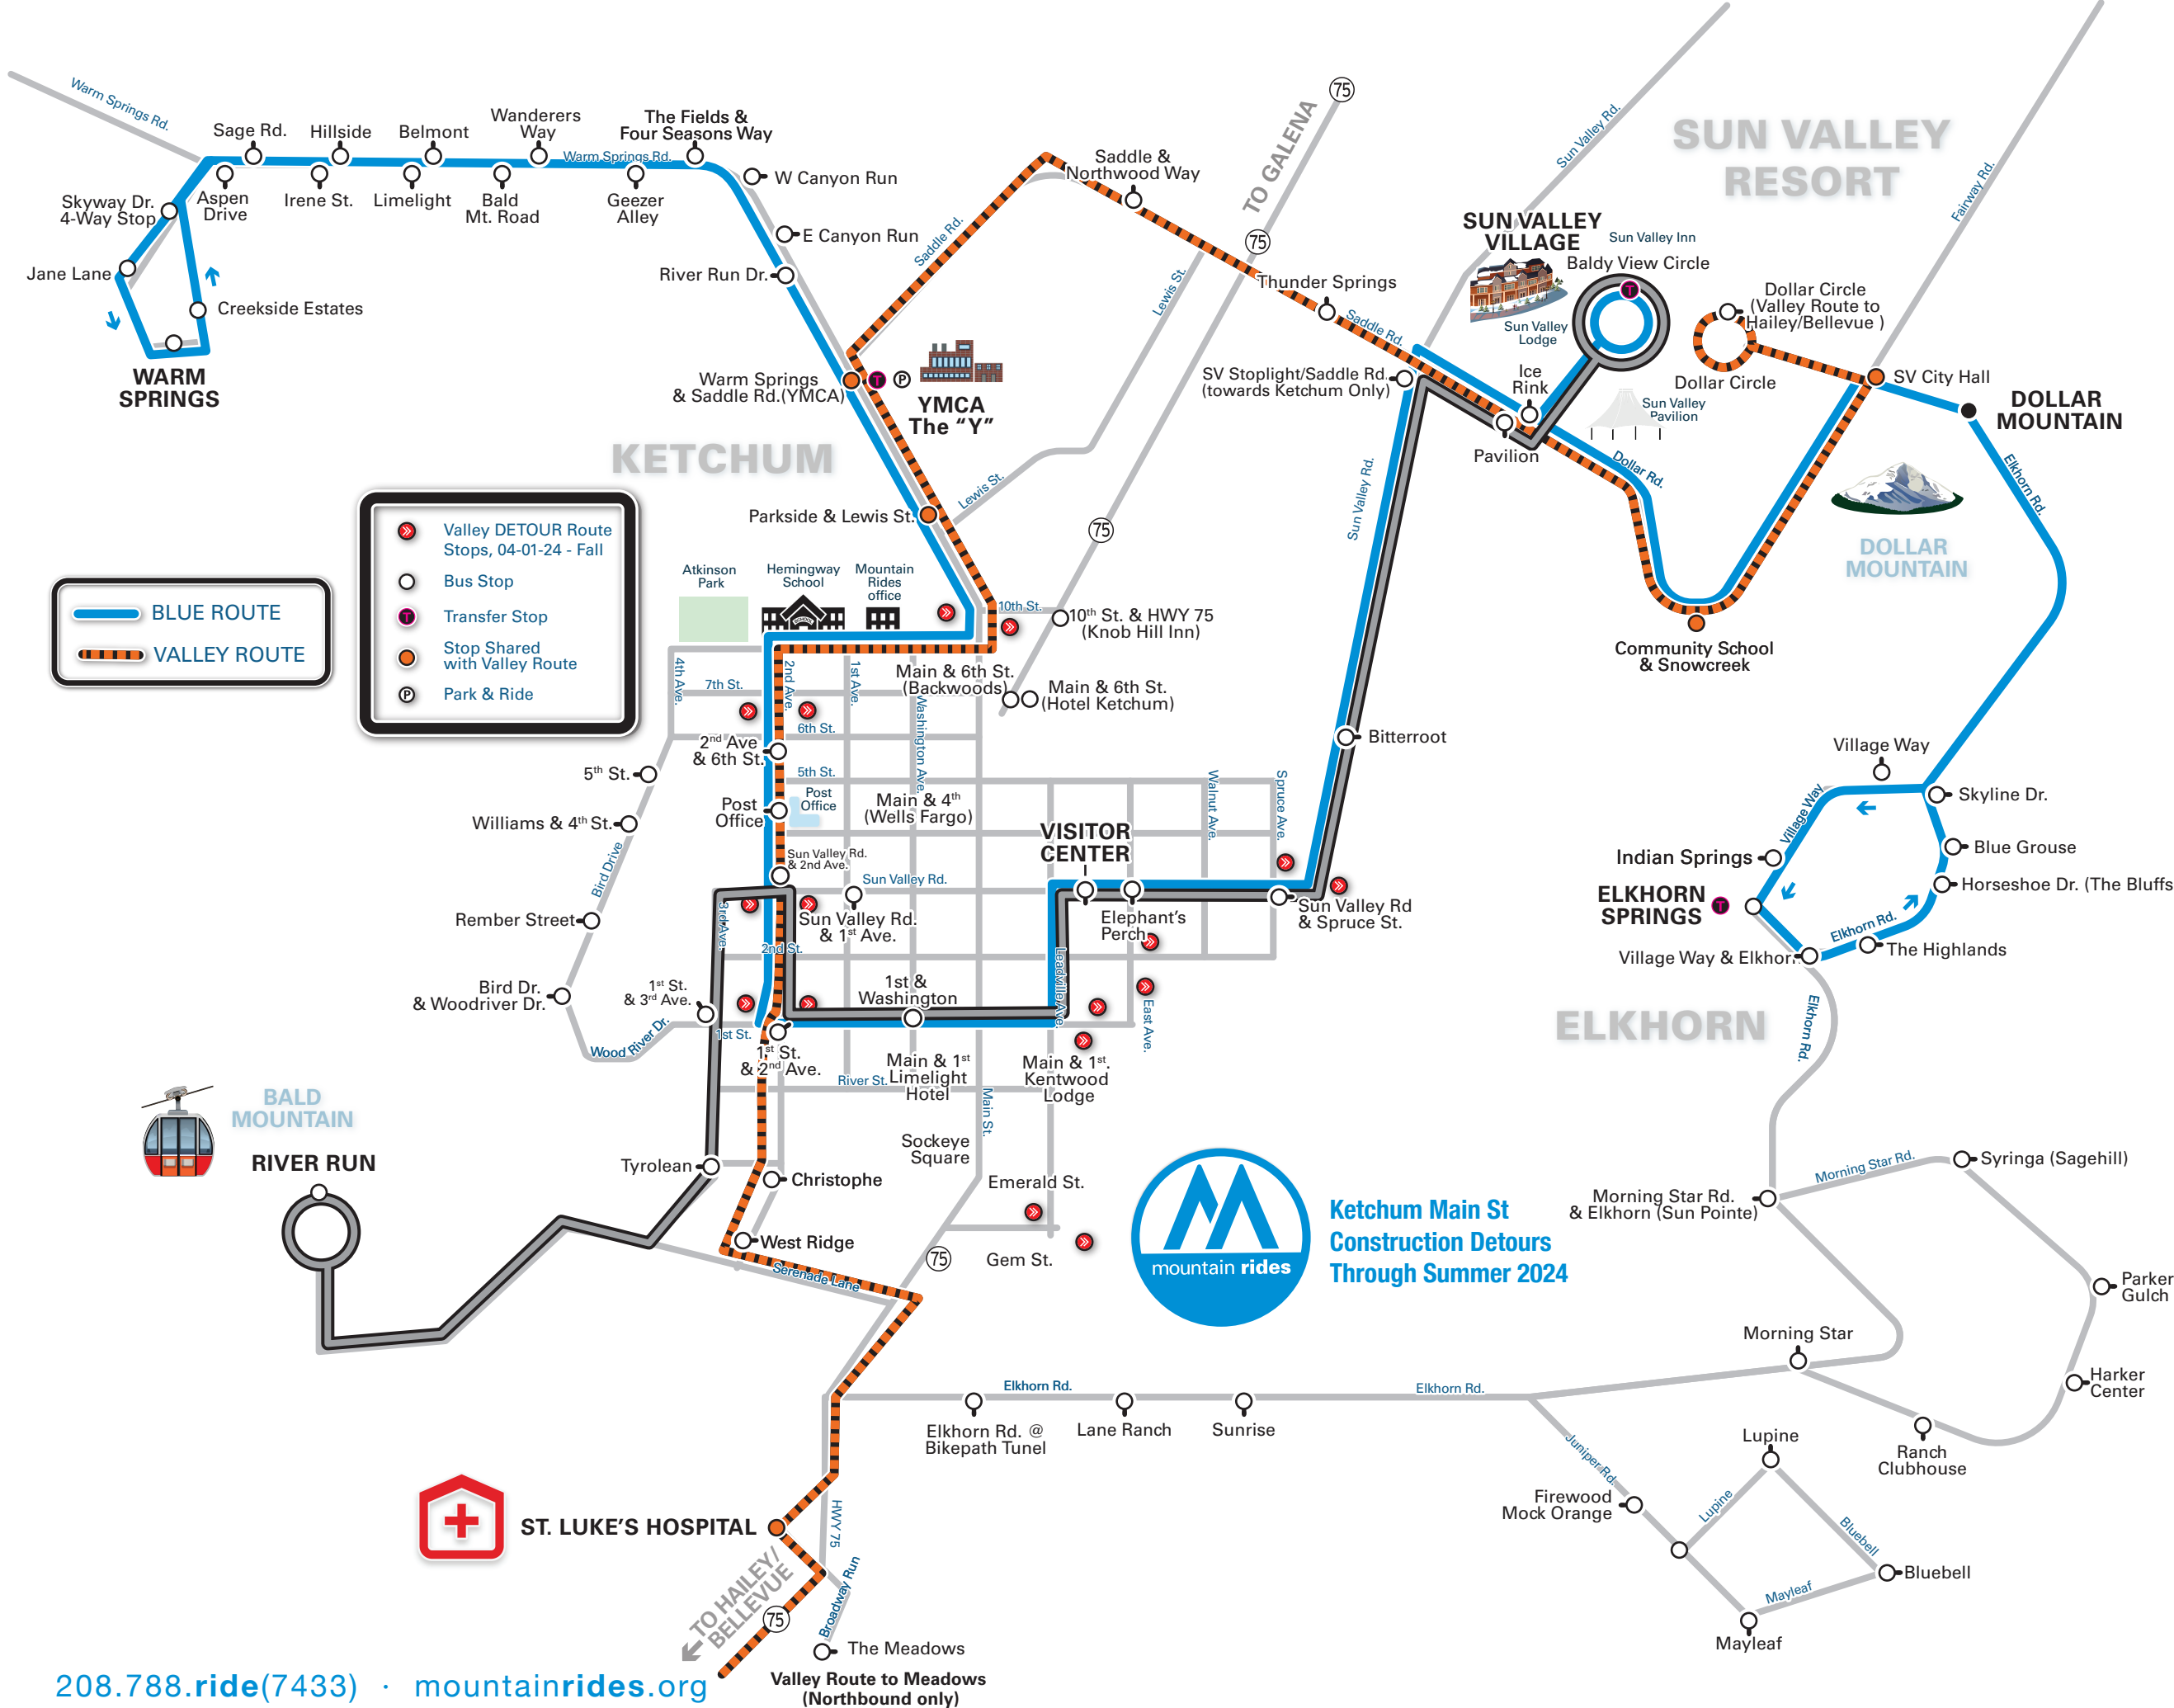 Warm Springs Rd.
Sage Rd.
Hillside
Belmont
Wanderers
Way
The Fields &
Four Seasons Way
Warm Springs Rd.
Skyway Dr.
4-Way Stop
Aspen
Drive
Irene St.
Limelight
Bald
Mt. Road
Geezer
Alley
W Canyon Run
E Canyon Run
River Run Dr.
Jane Lane
Creekside Estates
WARM
SPRINGS
Saddle Rd.
Saddle &
Northwood Way
TO GALENA
75
75
Lewis St.
Thunder Springs
Saddle Rd.
Sun Valley Rd.
SUN VALLEY
RESORT
Fairway Rd.
SUN VALLEY
VILLAGE
Sun Valley Inn
Baldy View Circle
T
Sun Valley
Lodge
Dollar Circle
(Valley Route to
Hailey/Bellevue )
Dollar Circle
SV City Hall
DOLLAR
MOUNTAIN
Ice
Rink
Sun Valley
Pavilion
Pavilion
SV Stoplight/Saddle Rd.
(towards Ketchum Only)
Warm Springs
& Saddle Rd.(YMCA)
T
P
YMCA
The “Y”
KETCHUM
Lewis St.
Parkside & Lewis St.
75
Sun Valley Rd.
Dollar Rd.
Elkhorn Rd.
DOLLAR
MOUNTAIN
Community School
& Snowcreek
BLUE ROUTE
VALLEY ROUTE
Valley DETOUR Route
Stops, 04-01-24 - Fall
Bus Stop
T
Transfer Stop
Stop Shared
with Valley Route
P
Park & Ride
Atkinson
Park
Hemingway
School
Mountain
Rides
office
SCHOOL
10th St.
10th St. & HWY 75
(Knob Hill Inn)
4th Ave.
7th St.
2nd Ave.
1st Ave.
Main & 6th St.
(Backwoods)
Main & 6th St.
(Hotel Ketchum)
Washington Ave.
6th St.
2nd Ave
& 6th St.
5th St.
5th St.
Post
Office
Post
Office
Main & 4th
(Wells Fargo)
Williams & 4th St.
Bird Drive
VISITOR
CENTER
Walnut Ave.
Spruce Ave.
Bitterroot
Sun Valley Rd.
& 2nd Ave.
Sun Valley Rd.
Sun Valley Rd.
& 1st Ave.
Elephant’s
Perch
Sun Valley Rd
& Spruce St.
Rember Street
3rd Ave.
2nd St.
Bird Dr.
& Woodriver Dr.
1st St.
& 3rd Ave.
1st &
Washington
Leadville Ave.
East Ave.
Wood River Dr.
1st St.
1st St.
& 2nd Ave.
Main & 1st
Limelight
Hotel
Main & 1st.
Kentwood
Lodge
River St.
Main St.
Village Way
Village Way
Skyline Dr.
Indian Springs
Blue Grouse
ELKHORN
SPRINGS
T
Horseshoe Dr. (The Bluffs
Elkhorn Rd.
Village Way & Elkhorn
The Highlands
ELKHORN
Elkhorn Rd.
BALD
MOUNTAIN
RIVER RUN
Tyrolean
Christophe
Sockeye
Square
Emerald St.
West Ridge
Serenade Lane
75
Gem St.
mountain rides
Ketchum Main St
Construction Detours
Through Summer 2024
Morning Star Rd.
Syringa (Sagehill)
Morning Star Rd.
& Elkhorn (Sun Pointe)
Parker
Gulch
Morning Star
Harker
Center
Elkhorn Rd.
Elkhorn Rd.
Elkhorn Rd. @
Bikepath Tunel
Lane Ranch
Sunrise
Juniper Rd.
Lupine
Ranch
Clubhouse
Firewood
Mock Orange
Lupine
Bluebell
Bluebell
Mayleaf
Mayleaf
ST. LUKE’S HOSPITAL
HWY 75
TO HAILEY/
BELLEVUE
75
Broadway Run
The Meadows
Valley Route to Meadows
(Northbound only)
208.788.ride(7433) · mountainrides.org